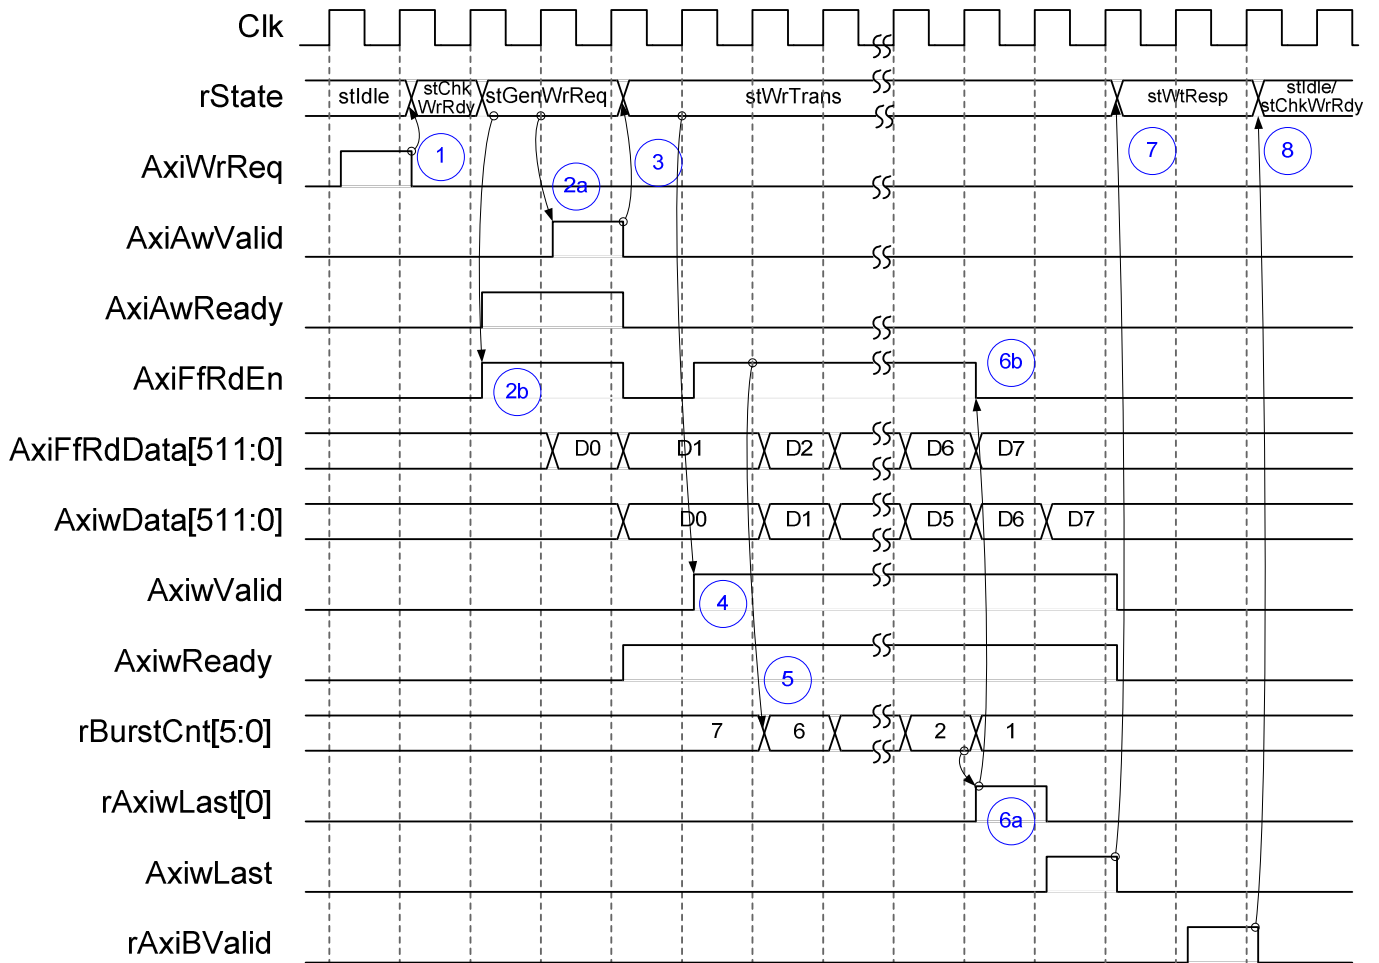 Clk
rState
stIdle
stChk
WrRdy
stGenWrReq
stWrTrans
stWtResp
stIdle/
stChkWrRdy
AxiWrReq
1
3
7
8
2a
AxiAwValid
AxiAwReady
AxiFfRdEn
2b
6b
AxiFfRdData[511:0]
D0
D1
D2
D6
D7
AxiwData[511:0]
D0
D1
D5
D6
D7
AxiwValid
4
AxiwReady
5
rBurstCnt[5:0]
7
6
2
1
rAxiwLast[0]
6a
AxiwLast
rAxiBValid